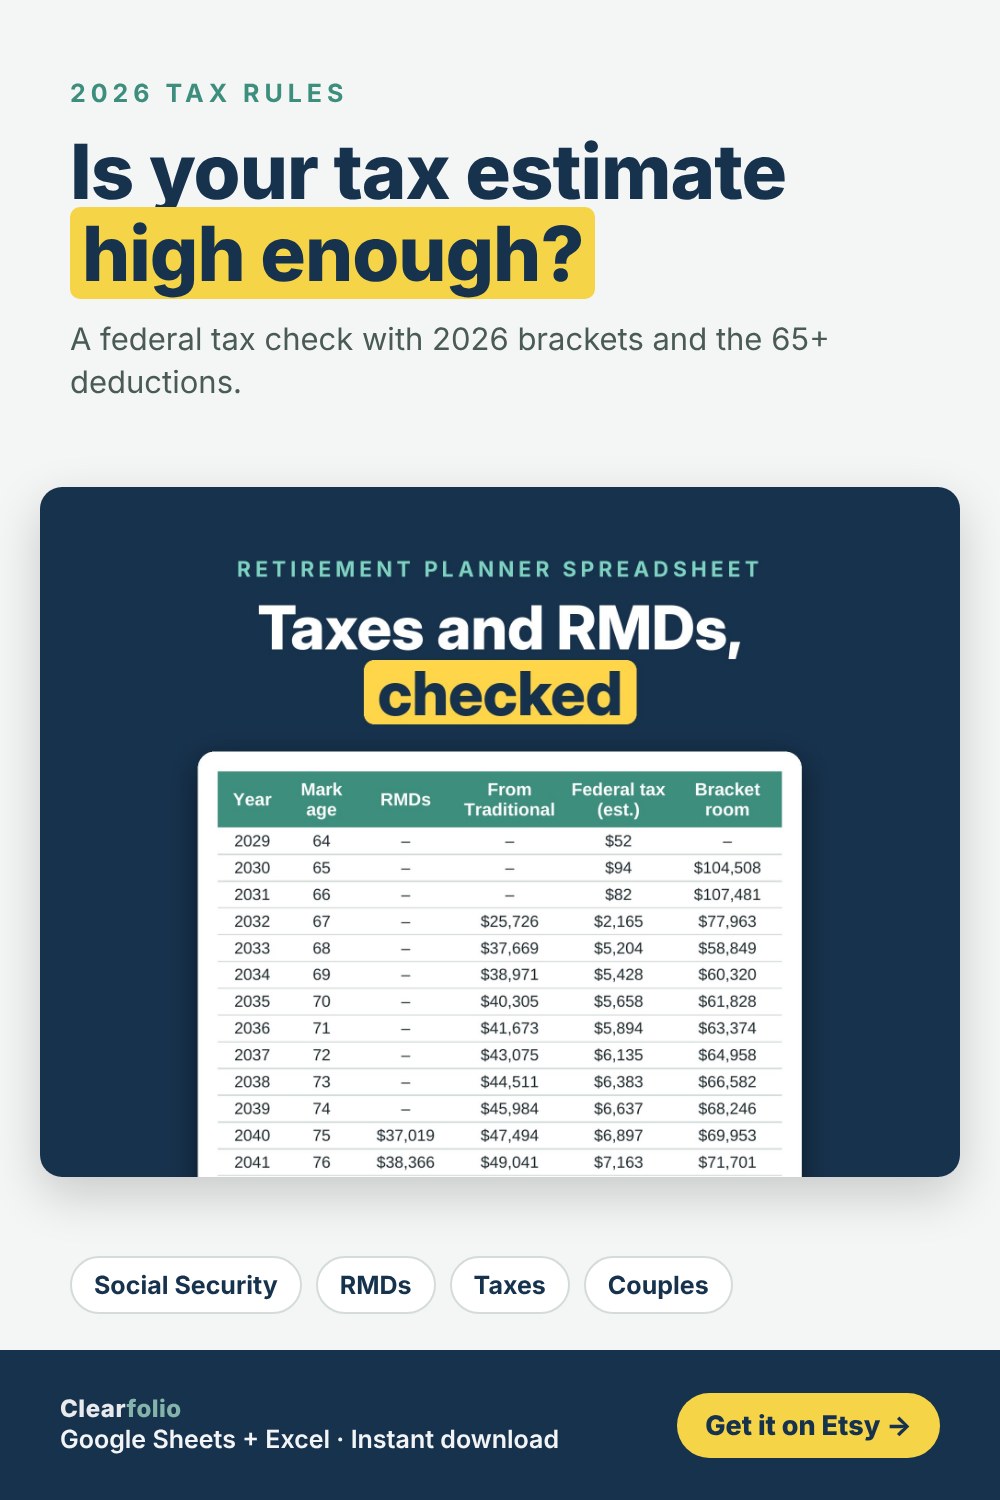 2026 TAX RULES
Is your tax estimate
high enough?
A federal tax check with 2026 brackets and the 65+
deductions.
RETIREMENT PLANNER SPREADSHEET
Taxes and RMDs,
checked
Year Mark age RMDs From Traditional Federal tax (est.) Bracket room
2029 64 – – $52 –
2030 65 – – $94 $104,508
2031 66 – – $82 $107,481
2032 67 – $25,726 $2,165 $77,963
2033 68 – $37,669 $5,204 $58,849
2034 69 – $38,971 $5,428 $60,320
2035 70 – $40,305 $5,658 $61,828
2036 71 – $41,673 $5,894 $63,374
2037 72 – $43,075 $6,135 $64,958
2038 73 – $44,511 $6,383 $66,582
2039 74 – $45,984 $6,637 $68,246
2040 75 $37,019 $47,494 $6,897 $69,953
2041 76 $38,366 $49,041 $7,163 $71,701
Social Security RMDs Taxes Couples
Clearfolio
Google Sheets + Excel · Instant download
Get it on Etsy →